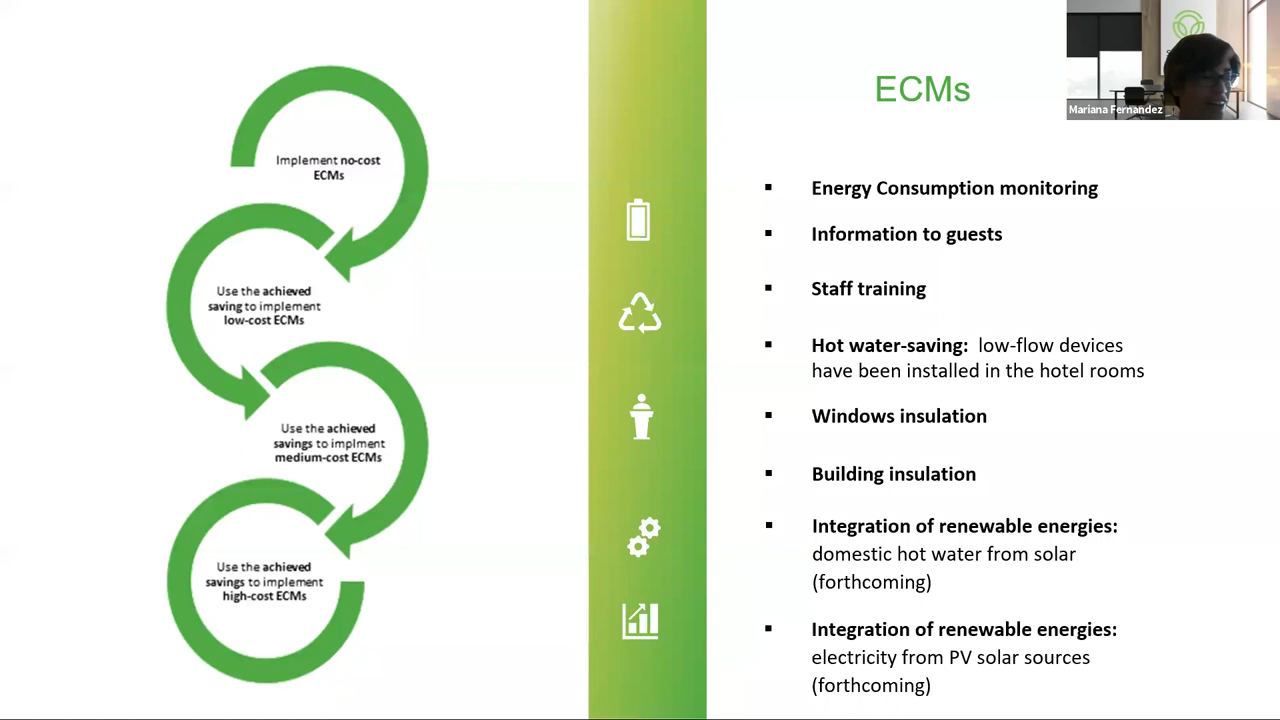 Implement no-cost
ECMs
Use the achieved
saving to implement
low-cost ECMs
Use the achieved
savings to implment
medium-cost ECMs
Use the achieved
savings to implement
high-cost ECMs
ECMs
Energy Consumption monitoring
Information to guests
Staff training
Hot water-saving: low-flow devices
have been installed in the hotel rooms
Windows insulation
Building insulation
Integration of renewable energies:
domestic hot water from solar
(forthcoming)
Integration of renewable energies:
electricity from PV solar sources
(forthcoming)
Mariana Fernandez